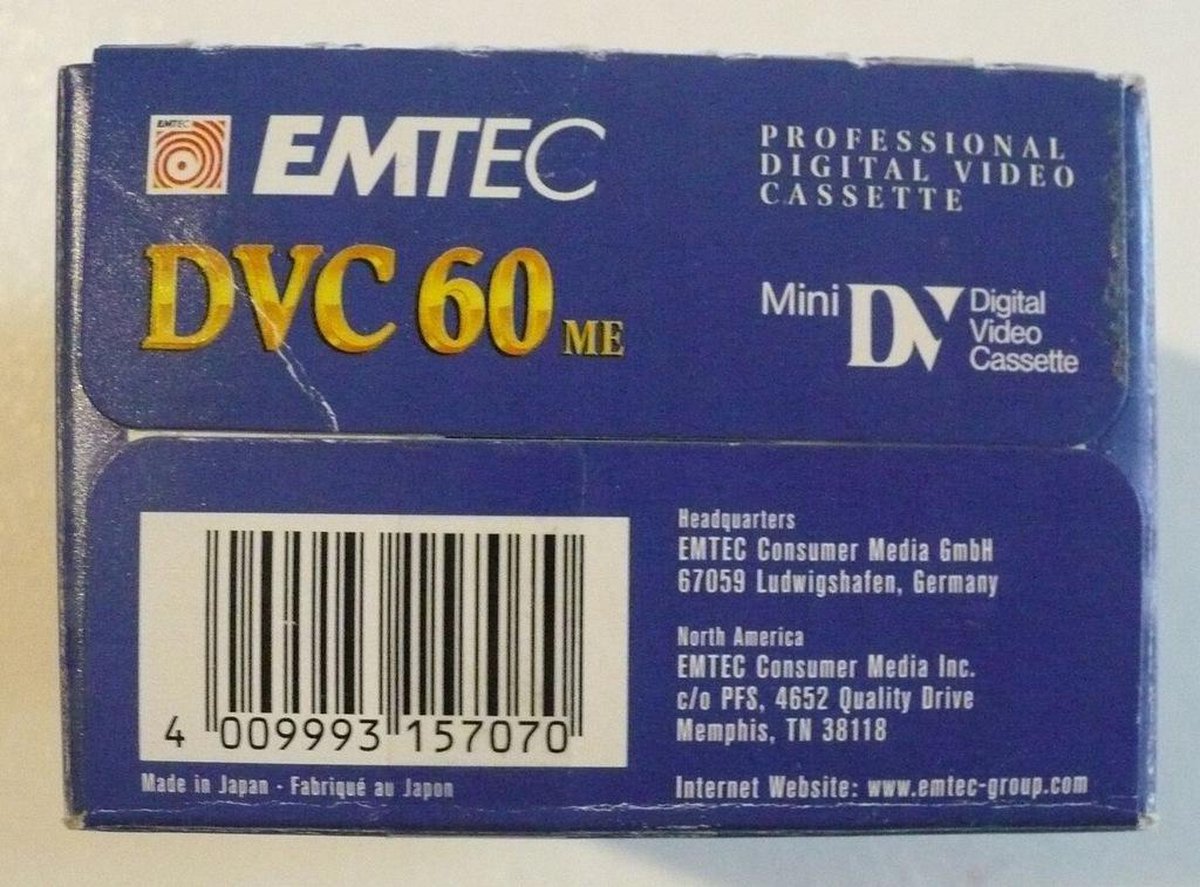 EMTEC
EMTEC
PROFESSIONAL
DIGITAL VIDEO
CASSETTE
DVC 60 ME
Mini DV Digital
Video
Cassette
Headquarters
EMTEC Consumer Media GmbH
67059 Ludwigshafen, Germany
North America
EMTEC Consumer Media Inc.
c/o PFS, 4652 Quality Drive
Memphis, TN 38118
4 009993 157070
Made in Japan - Fabriqué au Japon
Internet Website: www.emtec-group.com